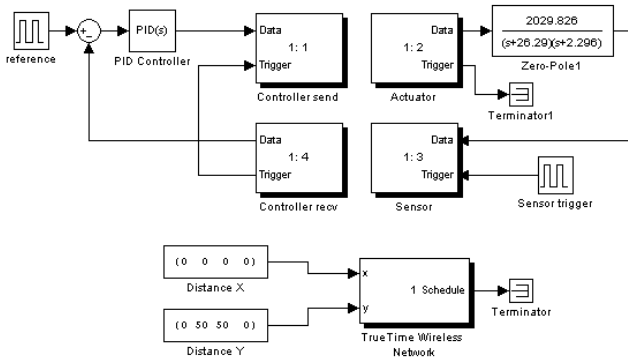 reference
+
−
PID(s)
PID Controller
Data
1: 1
Trigger
Controller send
Data
1: 2
Trigger
Actuator
2029.826
(s+26.29)(s+2.296)
Zero-Pole1
Terminator1
Data
1: 4
Trigger
Controller recv
Data
1: 3
Trigger
Sensor
Sensor trigger
(0 0 0 0)
Distance X
(0 50 50 0)
Distance Y
x
1 Schedule
y
TrueTime Wireless
Network
Terminator